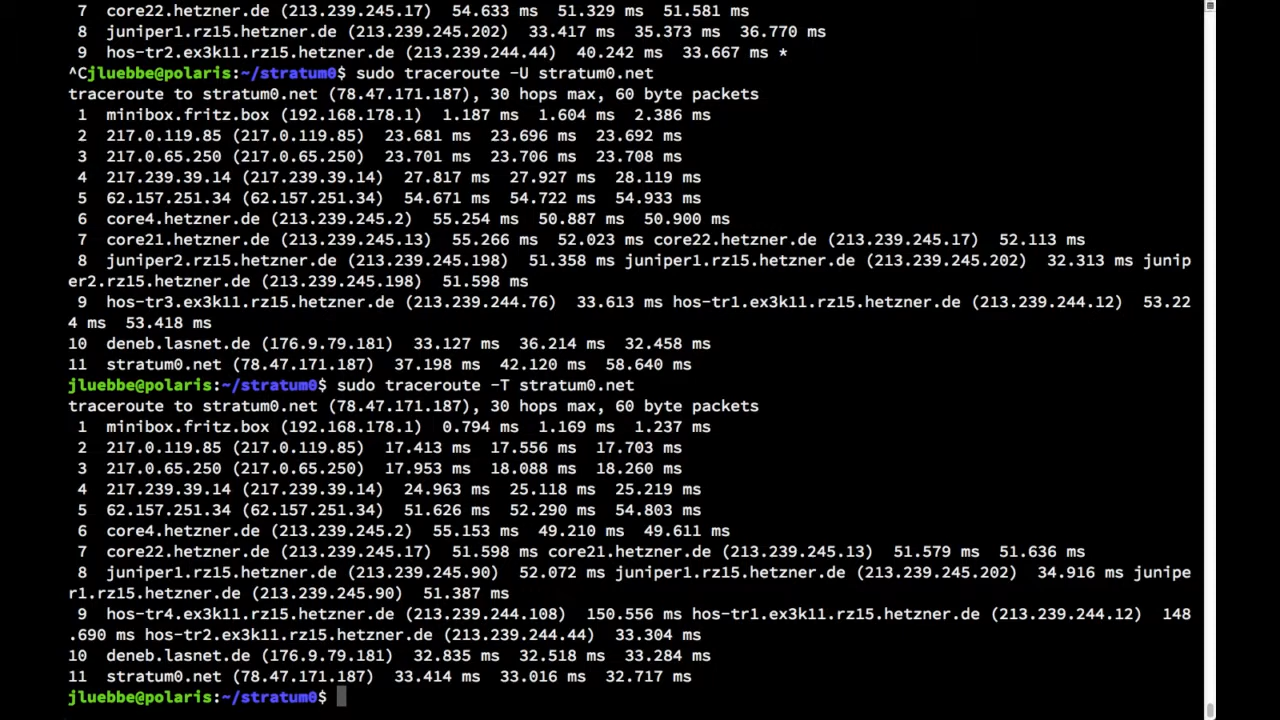 7  core22.hetzner.de (213.239.245.17)  54.633 ms  51.329 ms  51.581 ms
8  juniper1.rz15.hetzner.de (213.239.245.202)  33.417 ms  35.373 ms  36.770 ms
9  hos-tr2.ex3k11.rz15.hetzner.de (213.239.244.44)  40.242 ms  33.667 ms *
^Cjluebbe@polaris:~/stratum0$ sudo traceroute -U stratum0.net
traceroute to stratum0.net (78.47.171.187), 30 hops max, 60 byte packets
1  minibox.fritz.box (192.168.178.1)  1.187 ms  1.604 ms  2.386 ms
2  217.0.119.85 (217.0.119.85)  23.681 ms  23.696 ms  23.692 ms
3  217.0.65.250 (217.0.65.250)  23.701 ms  23.706 ms  23.708 ms
4  217.239.39.14 (217.239.39.14)  27.817 ms  27.927 ms  28.119 ms
5  62.157.251.34 (62.157.251.34)  54.671 ms  54.722 ms  54.933 ms
6  core4.hetzner.de (213.239.245.2)  55.254 ms  50.887 ms  50.900 ms
7  core21.hetzner.de (213.239.245.13)  55.266 ms  52.023 ms core22.hetzner.de (213.239.245.17)  52.113 ms
8  juniper2.rz15.hetzner.de (213.239.245.198)  51.358 ms juniper1.rz15.hetzner.de (213.239.245.202)  32.313 ms junip
er2.rz15.hetzner.de (213.239.245.198)  51.598 ms
9  hos-tr3.ex3k11.rz15.hetzner.de (213.239.244.76)  33.613 ms hos-tr1.ex3k11.rz15.hetzner.de (213.239.244.12)  53.22
4 ms  53.418 ms
10  deneb.lasnet.de (176.9.79.181)  33.127 ms  36.214 ms  32.458 ms
11  stratum0.net (78.47.171.187)  37.198 ms  42.120 ms  58.640 ms
jluebbe@polaris:~/stratum0$ sudo traceroute -T stratum0.net
traceroute to stratum0.net (78.47.171.187), 30 hops max, 60 byte packets
1  minibox.fritz.box (192.168.178.1)  0.794 ms  1.169 ms  1.237 ms
2  217.0.119.85 (217.0.119.85)  17.413 ms  17.556 ms  17.703 ms
3  217.0.65.250 (217.0.65.250)  17.953 ms  18.088 ms  18.260 ms
4  217.239.39.14 (217.239.39.14)  24.963 ms  25.118 ms  25.219 ms
5  62.157.251.34 (62.157.251.34)  51.626 ms  52.290 ms  54.803 ms
6  core4.hetzner.de (213.239.245.2)  55.153 ms  49.210 ms  49.611 ms
7  core22.hetzner.de (213.239.245.17)  51.598 ms core21.hetzner.de (213.239.245.13)  51.579 ms  51.636 ms
8  juniper1.rz15.hetzner.de (213.239.245.90)  52.072 ms juniper1.rz15.hetzner.de (213.239.245.202)  34.916 ms junipe
r1.rz15.hetzner.de (213.239.245.90)  51.387 ms
9  hos-tr4.ex3k11.rz15.hetzner.de (213.239.244.108)  150.556 ms hos-tr1.ex3k11.rz15.hetzner.de (213.239.244.12)  148
.690 ms hos-tr2.ex3k11.rz15.hetzner.de (213.239.244.44)  33.304 ms
10  deneb.lasnet.de (176.9.79.181)  32.835 ms  32.518 ms  33.284 ms
11  stratum0.net (78.47.171.187)  33.414 ms  33.016 ms  32.717 ms
jluebbe@polaris:~/stratum0$